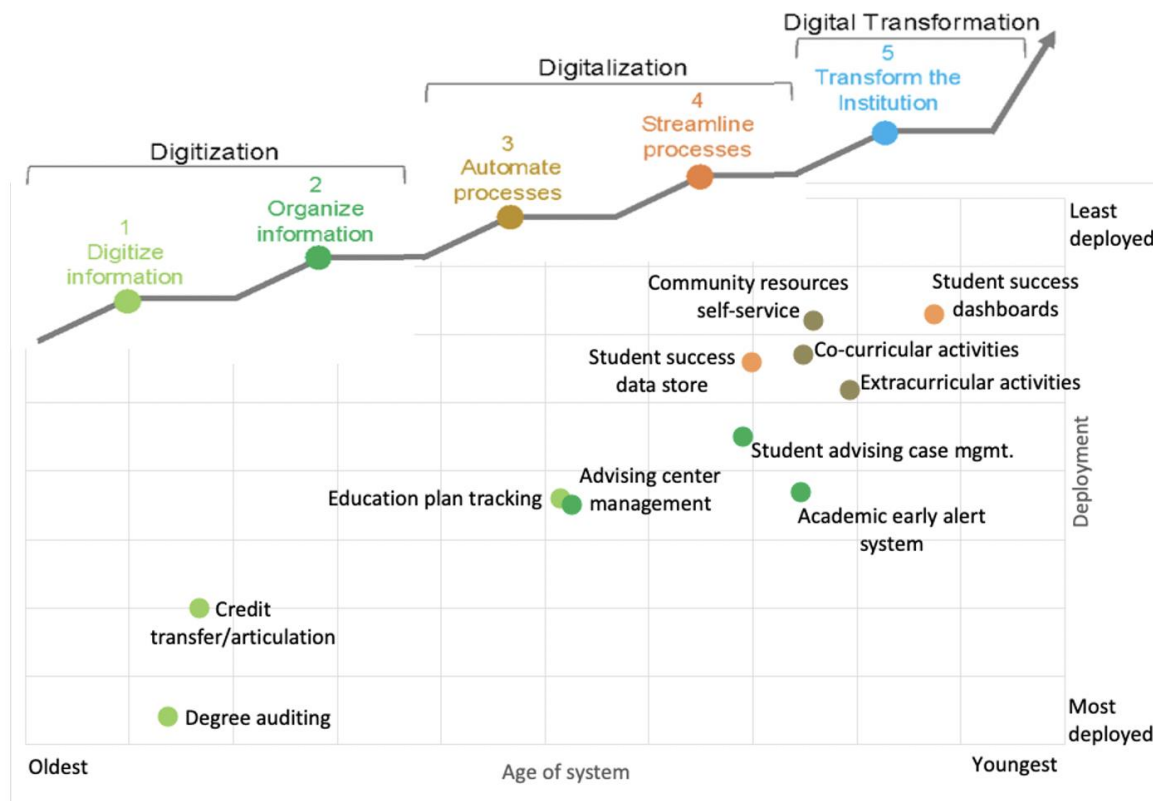 Digital Transformation
5
Transform the
Institution
Digitalization
4
Streamline
processes
3
Automate
processes
Digitization
2
Organize
information
1
Digitize
information
Least
deployed
Community resources
self-service
Student success
dashboards
Student success
data store
Co-curricular activities
Extracurricular activities
Student advising case mgmt.
Education plan tracking
Advising center
management
Academic early alert
system
Deployment
Credit
transfer/articulation
Degree auditing
Most
deployed
Oldest
Age of system
Youngest